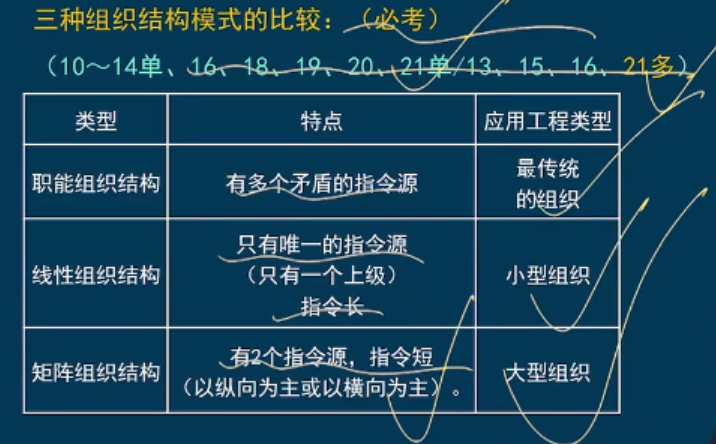 三种组织结构模式的比较：（必考）
（10～14单、16、18、19、20、21单/13、15、16、21多）
类型 特点 应用工程类型
职能组织结构 有多个矛盾的指令源 最传统
的组织
线性组织结构 只有唯一的指令源
（只有一个上级）
指令长 小型组织
矩阵组织结构 有2个指令源，指令短
（以纵向为主或以横向为主）。 大型组织